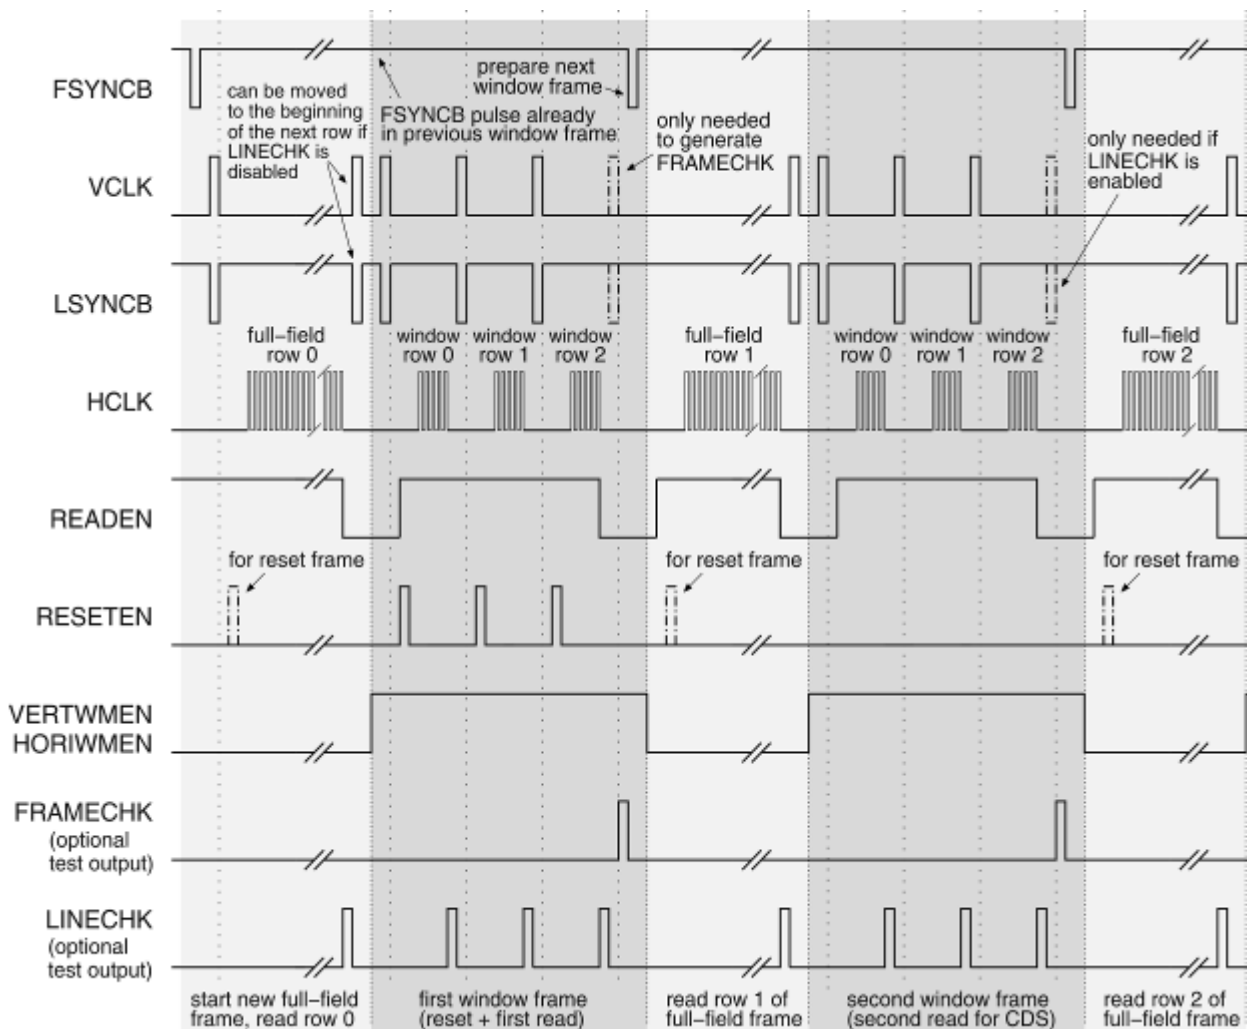 FSYNCB
can be moved
to the beginning
of the next row if
LINECHK is
disabled
FSYNCB pulse already
in previous window frame
prepare next
window frame
only needed
to generate
FRAMECHK
only needed if
LINECHK is
enabled
VCLK
LSYNCB
full-field
row 0
window
row 0
window
row 1
window
row 2
full-field
row 1
window
row 0
window
row 1
window
row 2
full-field
row 2
HCLK
READEN
for reset frame
for reset frame
for reset frame
RESETEN
VERTWMEN
HORIWMEN
FRAMECHK
(optional
test output)
LINECHK
(optional
test output)
start new full-field
frame, read row 0
first window frame
(reset + first read)
read row 1 of
full-field frame
second window frame
(second read for CDS)
read row 2 of
full-field frame